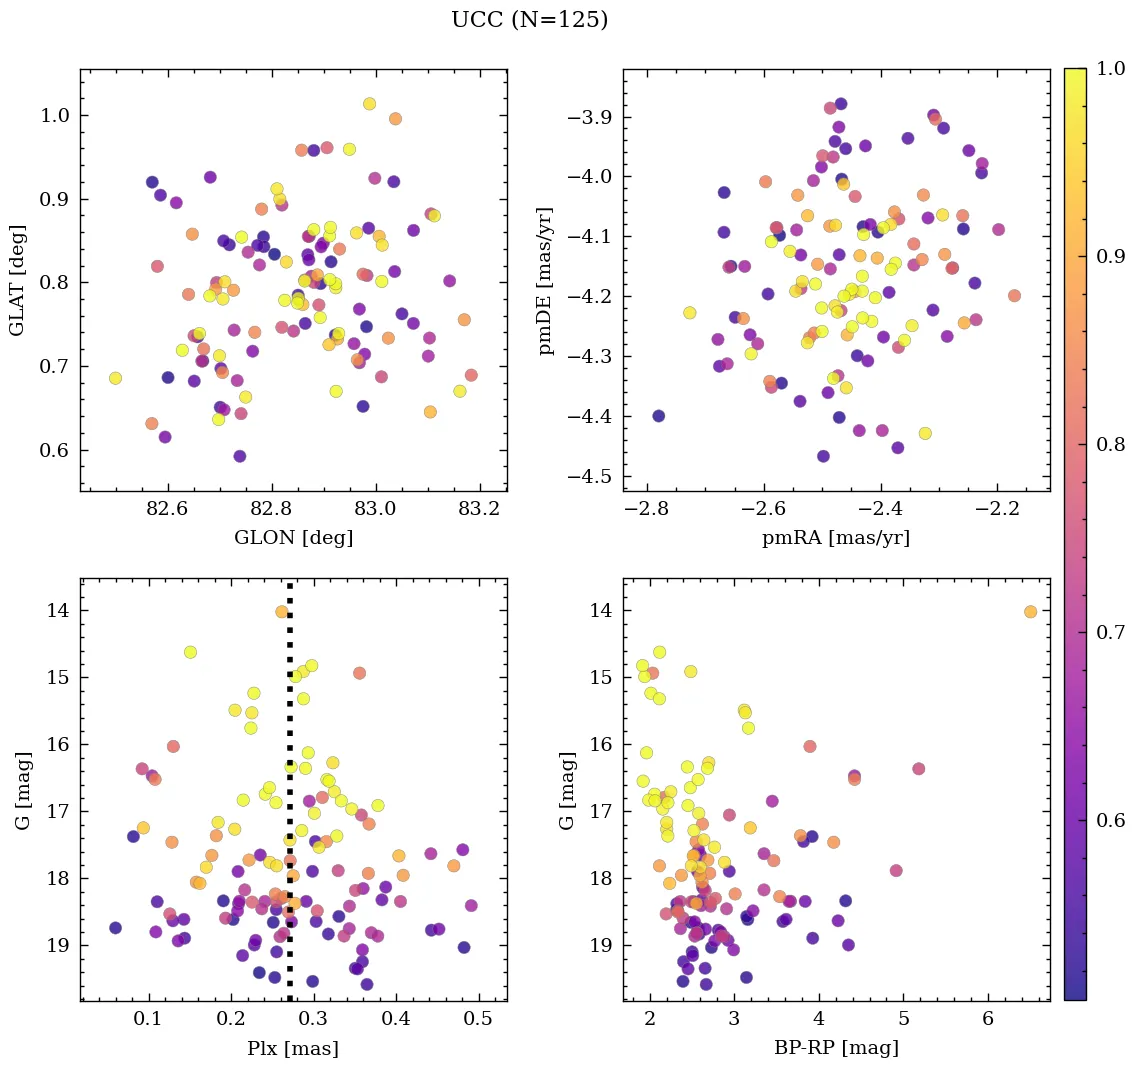 UCC (N=125)
1.0
0.9
0.8
0.7
0.6
GLAT [deg]
82.6 82.8 83.0 83.2
GLON [deg]
−3.9
−4.0
−4.1
−4.2
−4.3
−4.4
−4.5
pmDE [mas/yr]
−2.8 −2.6 −2.4 −2.2
pmRA [mas/yr]
14
15
16
17
18
19
G [mag]
0.1 0.2 0.3 0.4 0.5
Plx [mas]
14
15
16
17
18
19
G [mag]
2 3 4 5 6
BP-RP [mag]
1.0
0.9
0.8
0.7
0.6